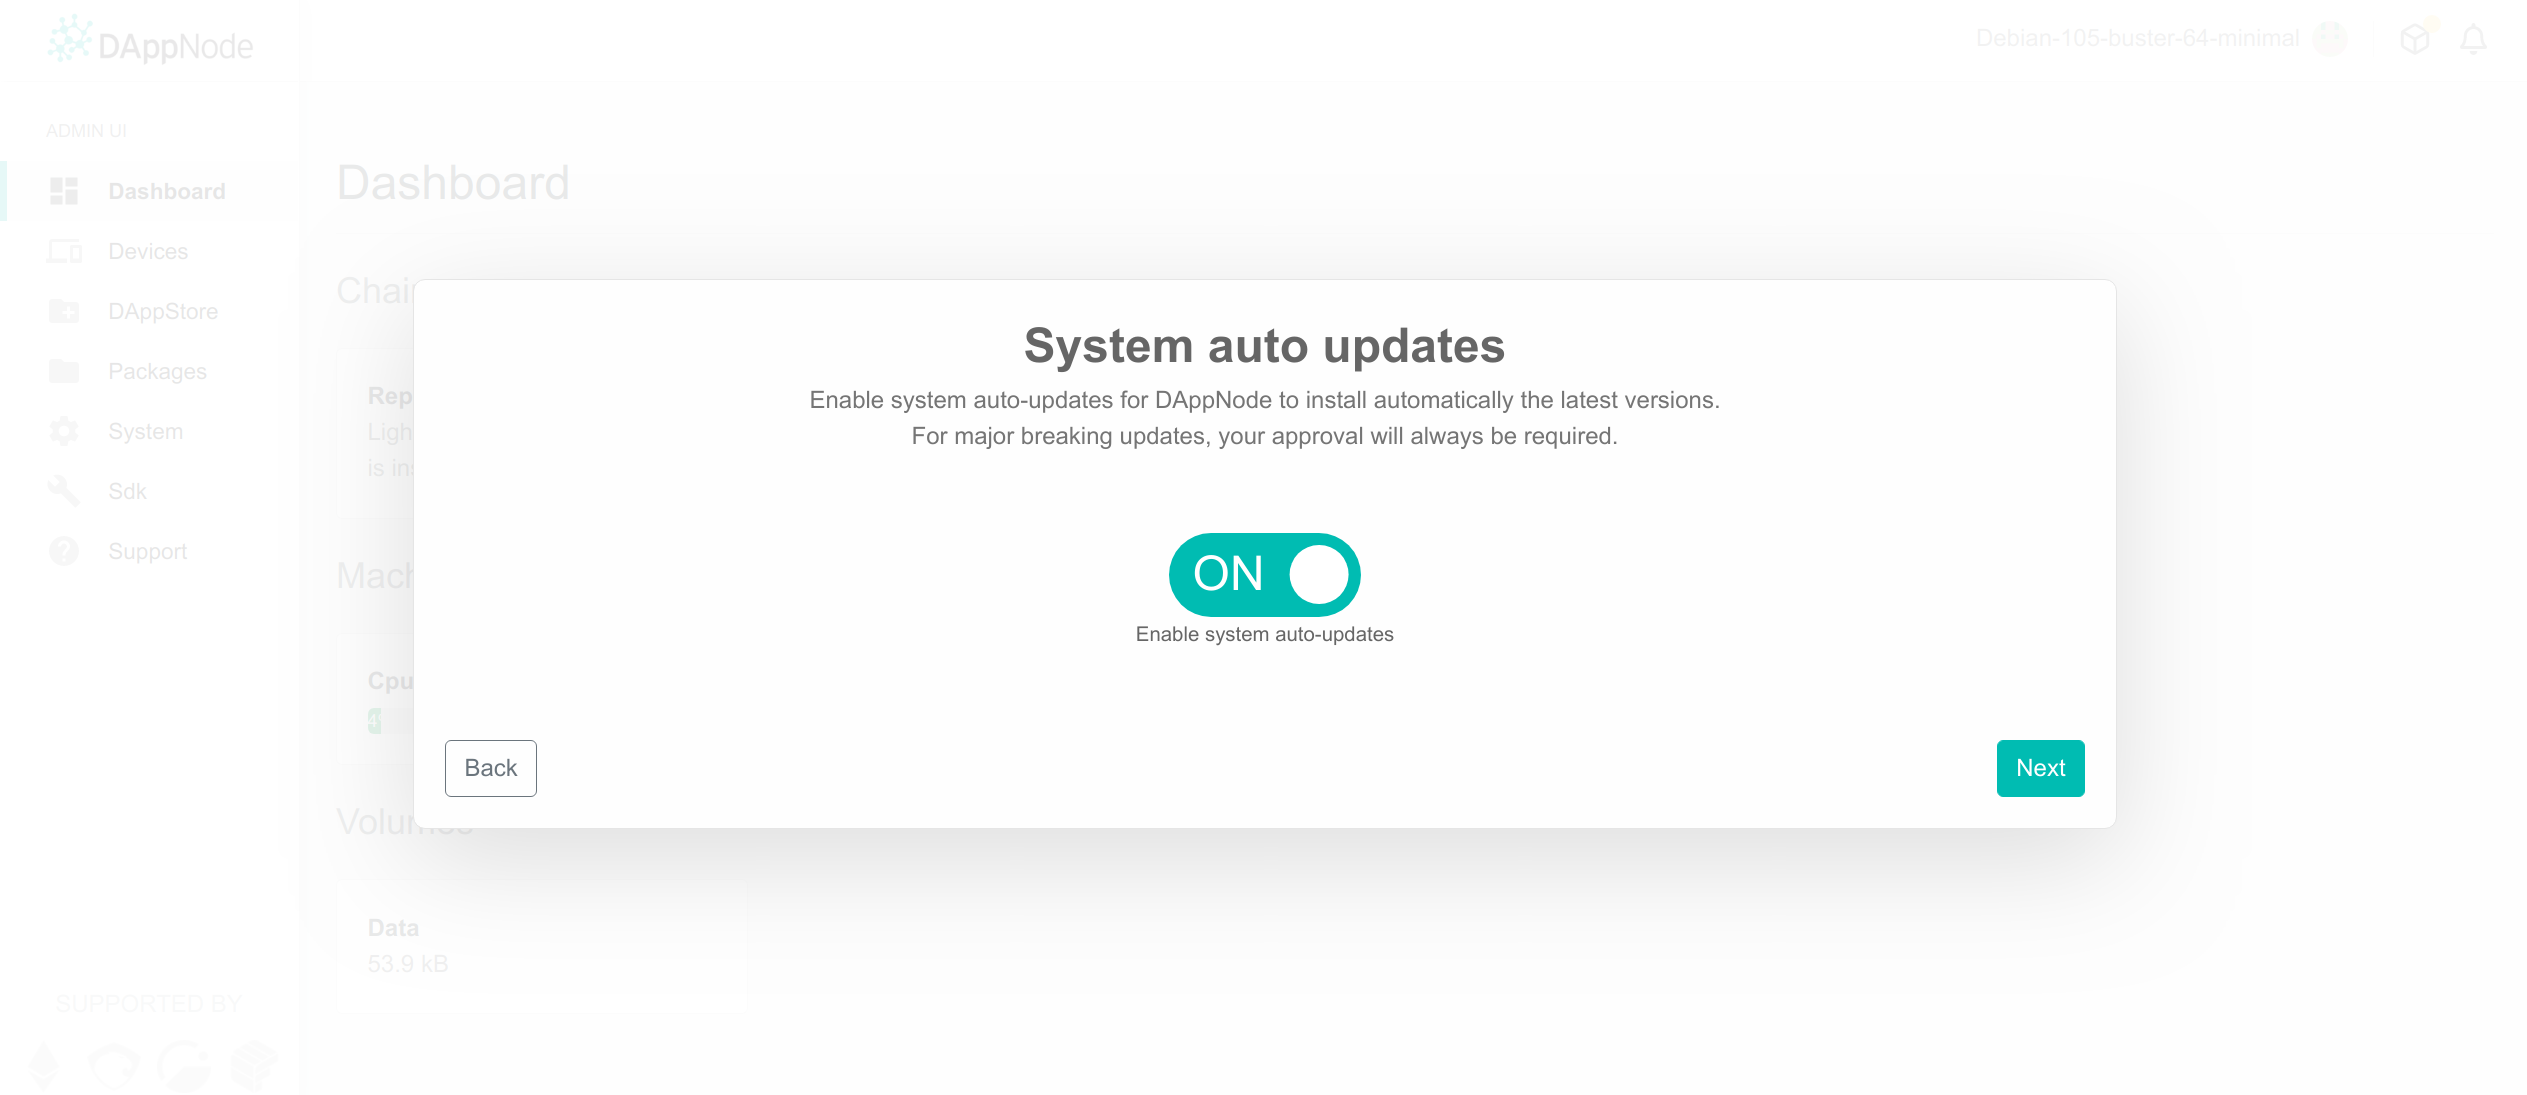 DAppNode
Debian-105-buster-64-minimal
ADMIN UI
Dashboard
Devices
DAppStore
Packages
System
Sdk
Support
SUPPORTED BY
Dashboard
Chai
Rep
Ligh
is ins
Mach
Cpu
4
Volumes
Data
53.9 kB
System auto updates
Enable system auto-updates for DAppNode to install automatically the latest versions.
For major breaking updates, your approval will always be required.
ON
Enable system auto-updates
Back
Next